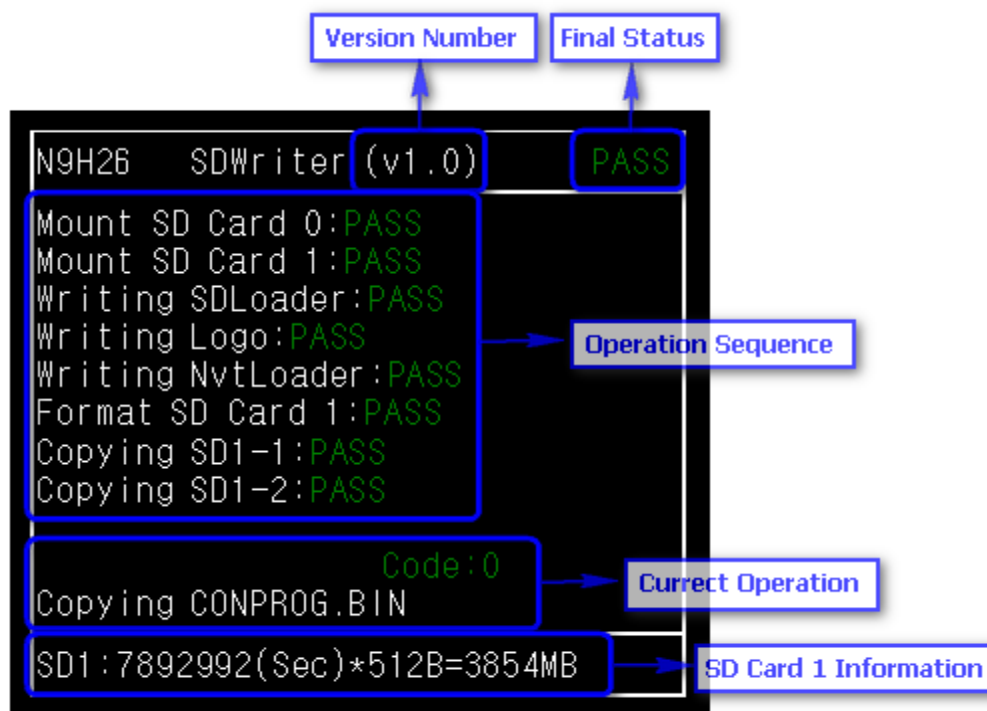 Version Number
Final Status
N9H26 SDWriter (v1.0) PASS
Mount SD Card 0:PASS
Mount SD Card 1:PASS
Writing SDLoader:PASS
Writing Logo:PASS
Operation Sequence
Writing NvtLoader:PASS
Format SD Card 1:PASS
Copying SD1-1:PASS
Copying SD1-2:PASS
Code:0
Currect Operation
Copying CONPROG.BIN
SD1:7892992(Sec)*512B=3854MB
SD Card 1 Information